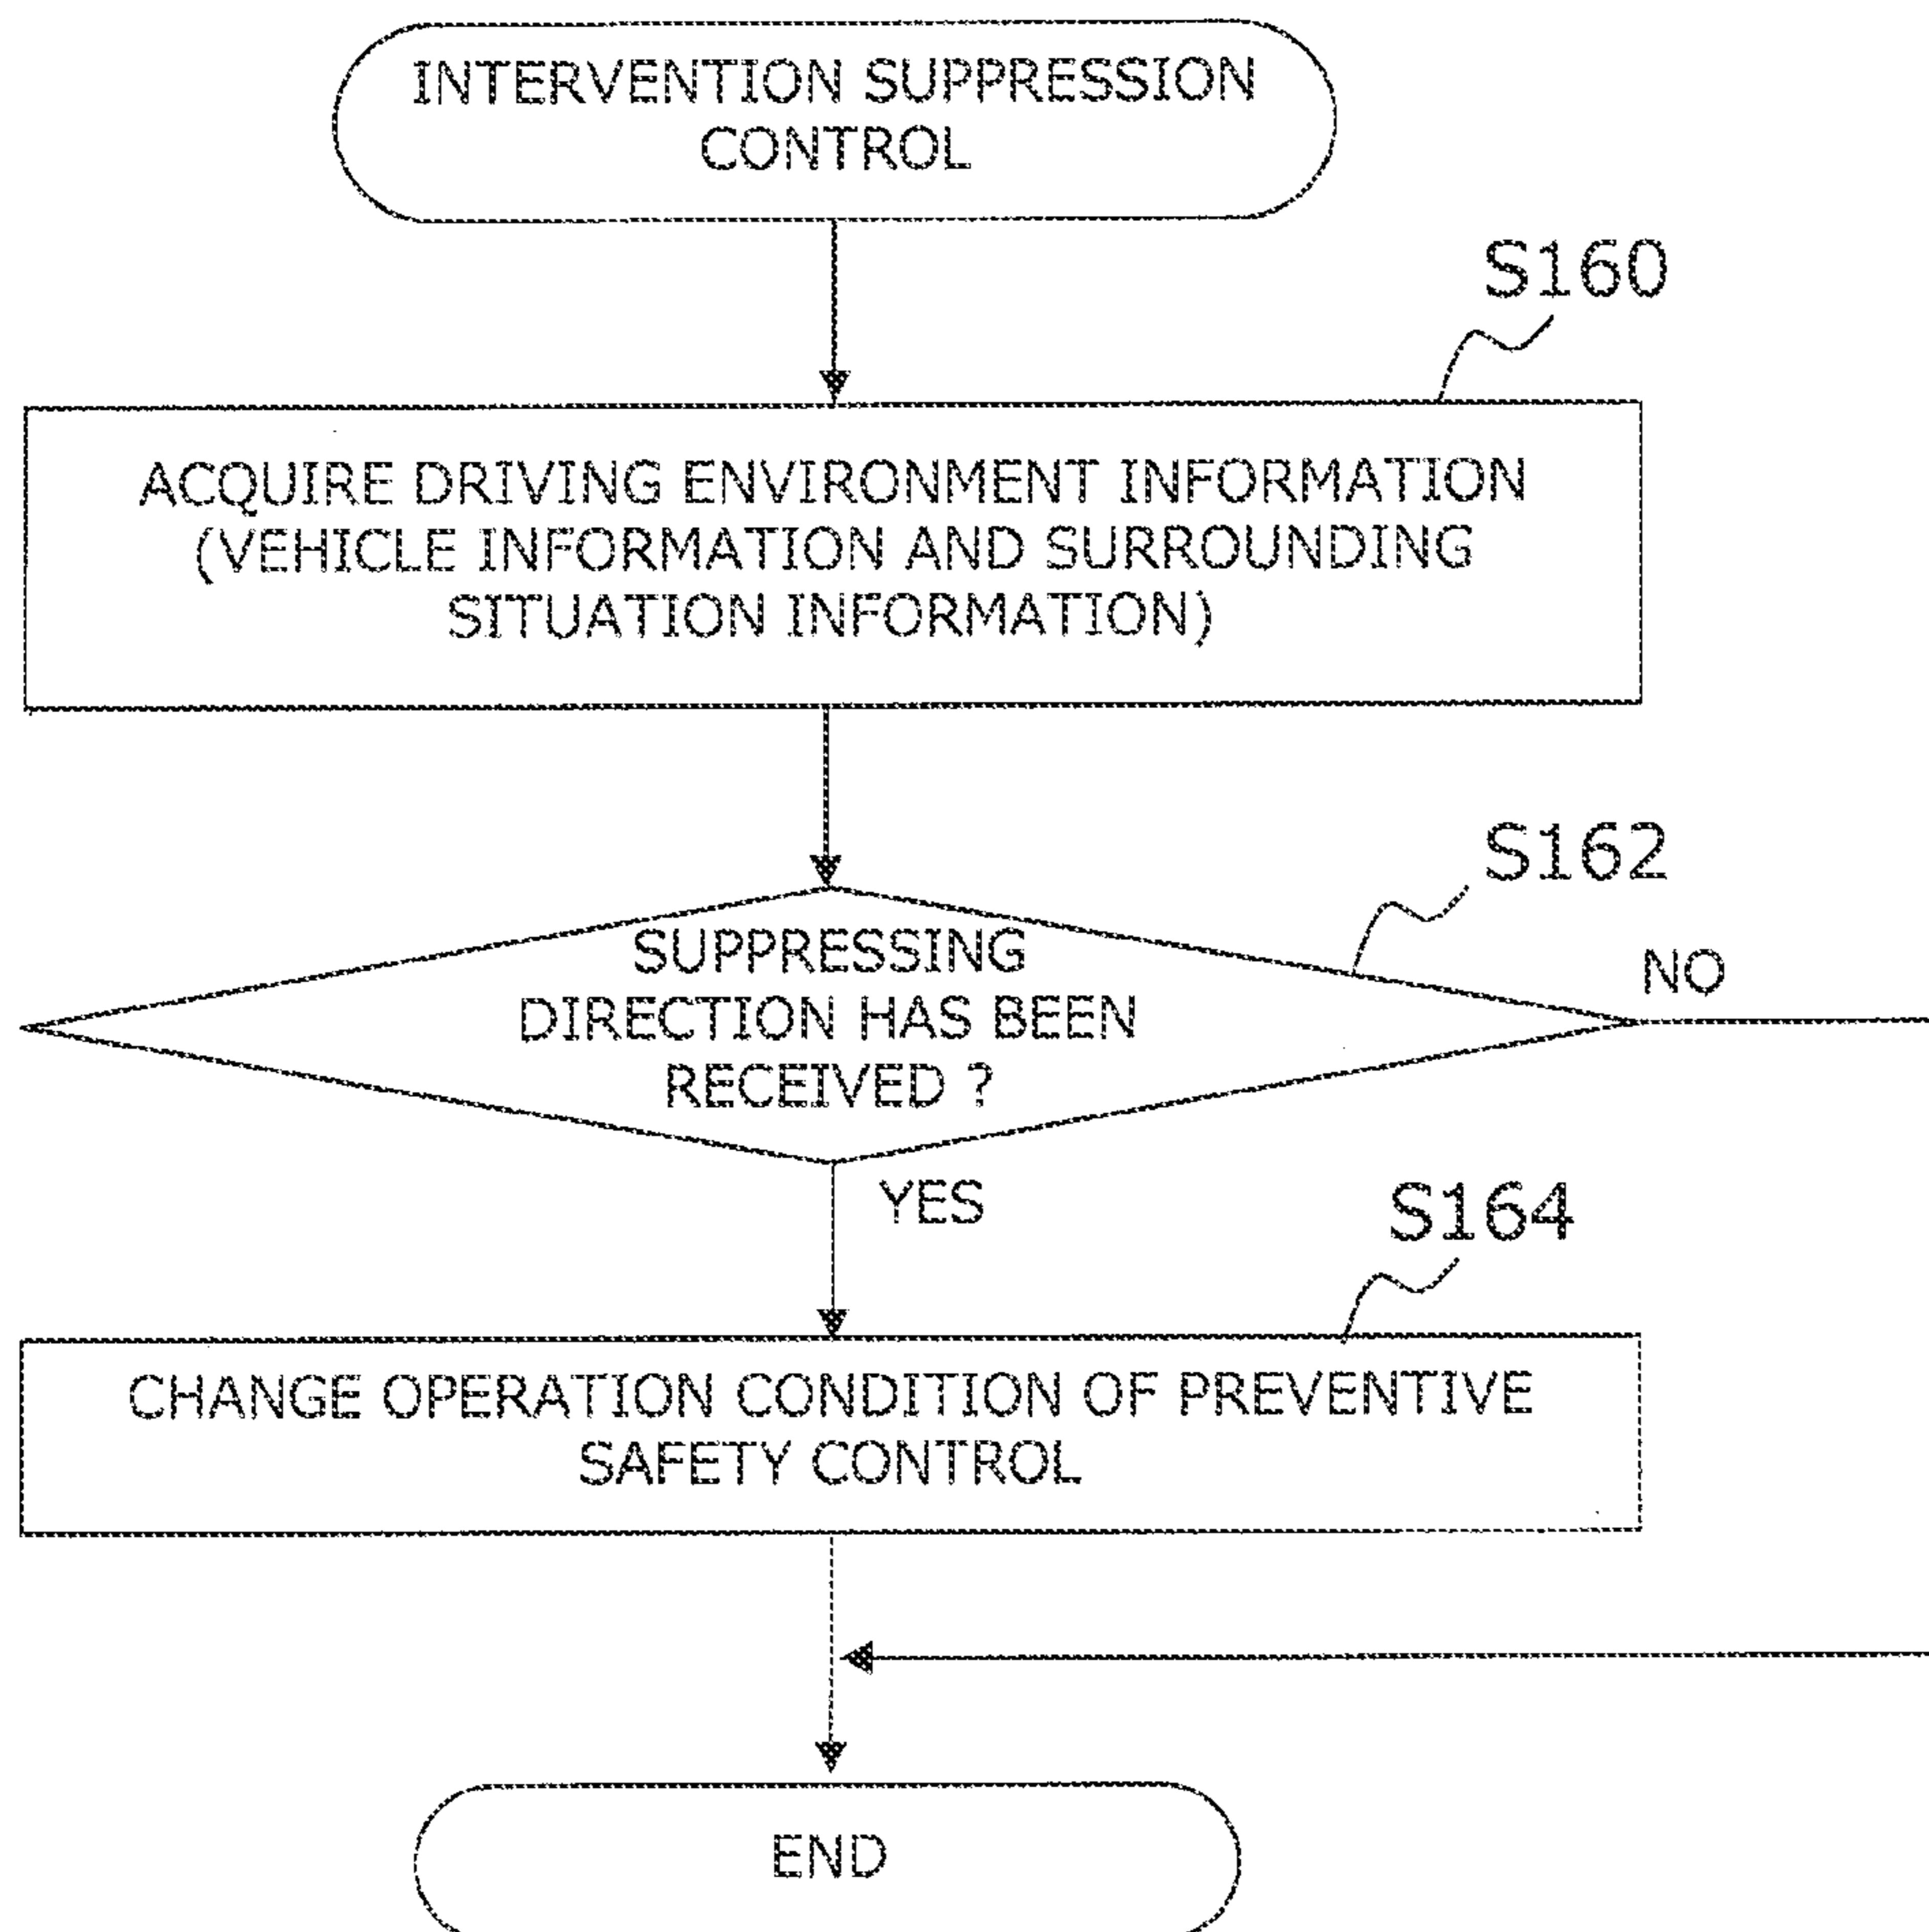 INTERVENTION SUPPRESSION
CONTROL
S160
ACQUIRE DRIVING ENVIRONMENT INFORMATION
(VEHICLE INFORMATION AND SURROUNDING
SITUATION INFORMATION)
S162
SUPPRESSING
DIRECTION HAS BEEN
RECEIVED ?
NO
YES
S164
CHANGE OPERATION CONDITION OF PREVENTIVE
SAFETY CONTROL
END